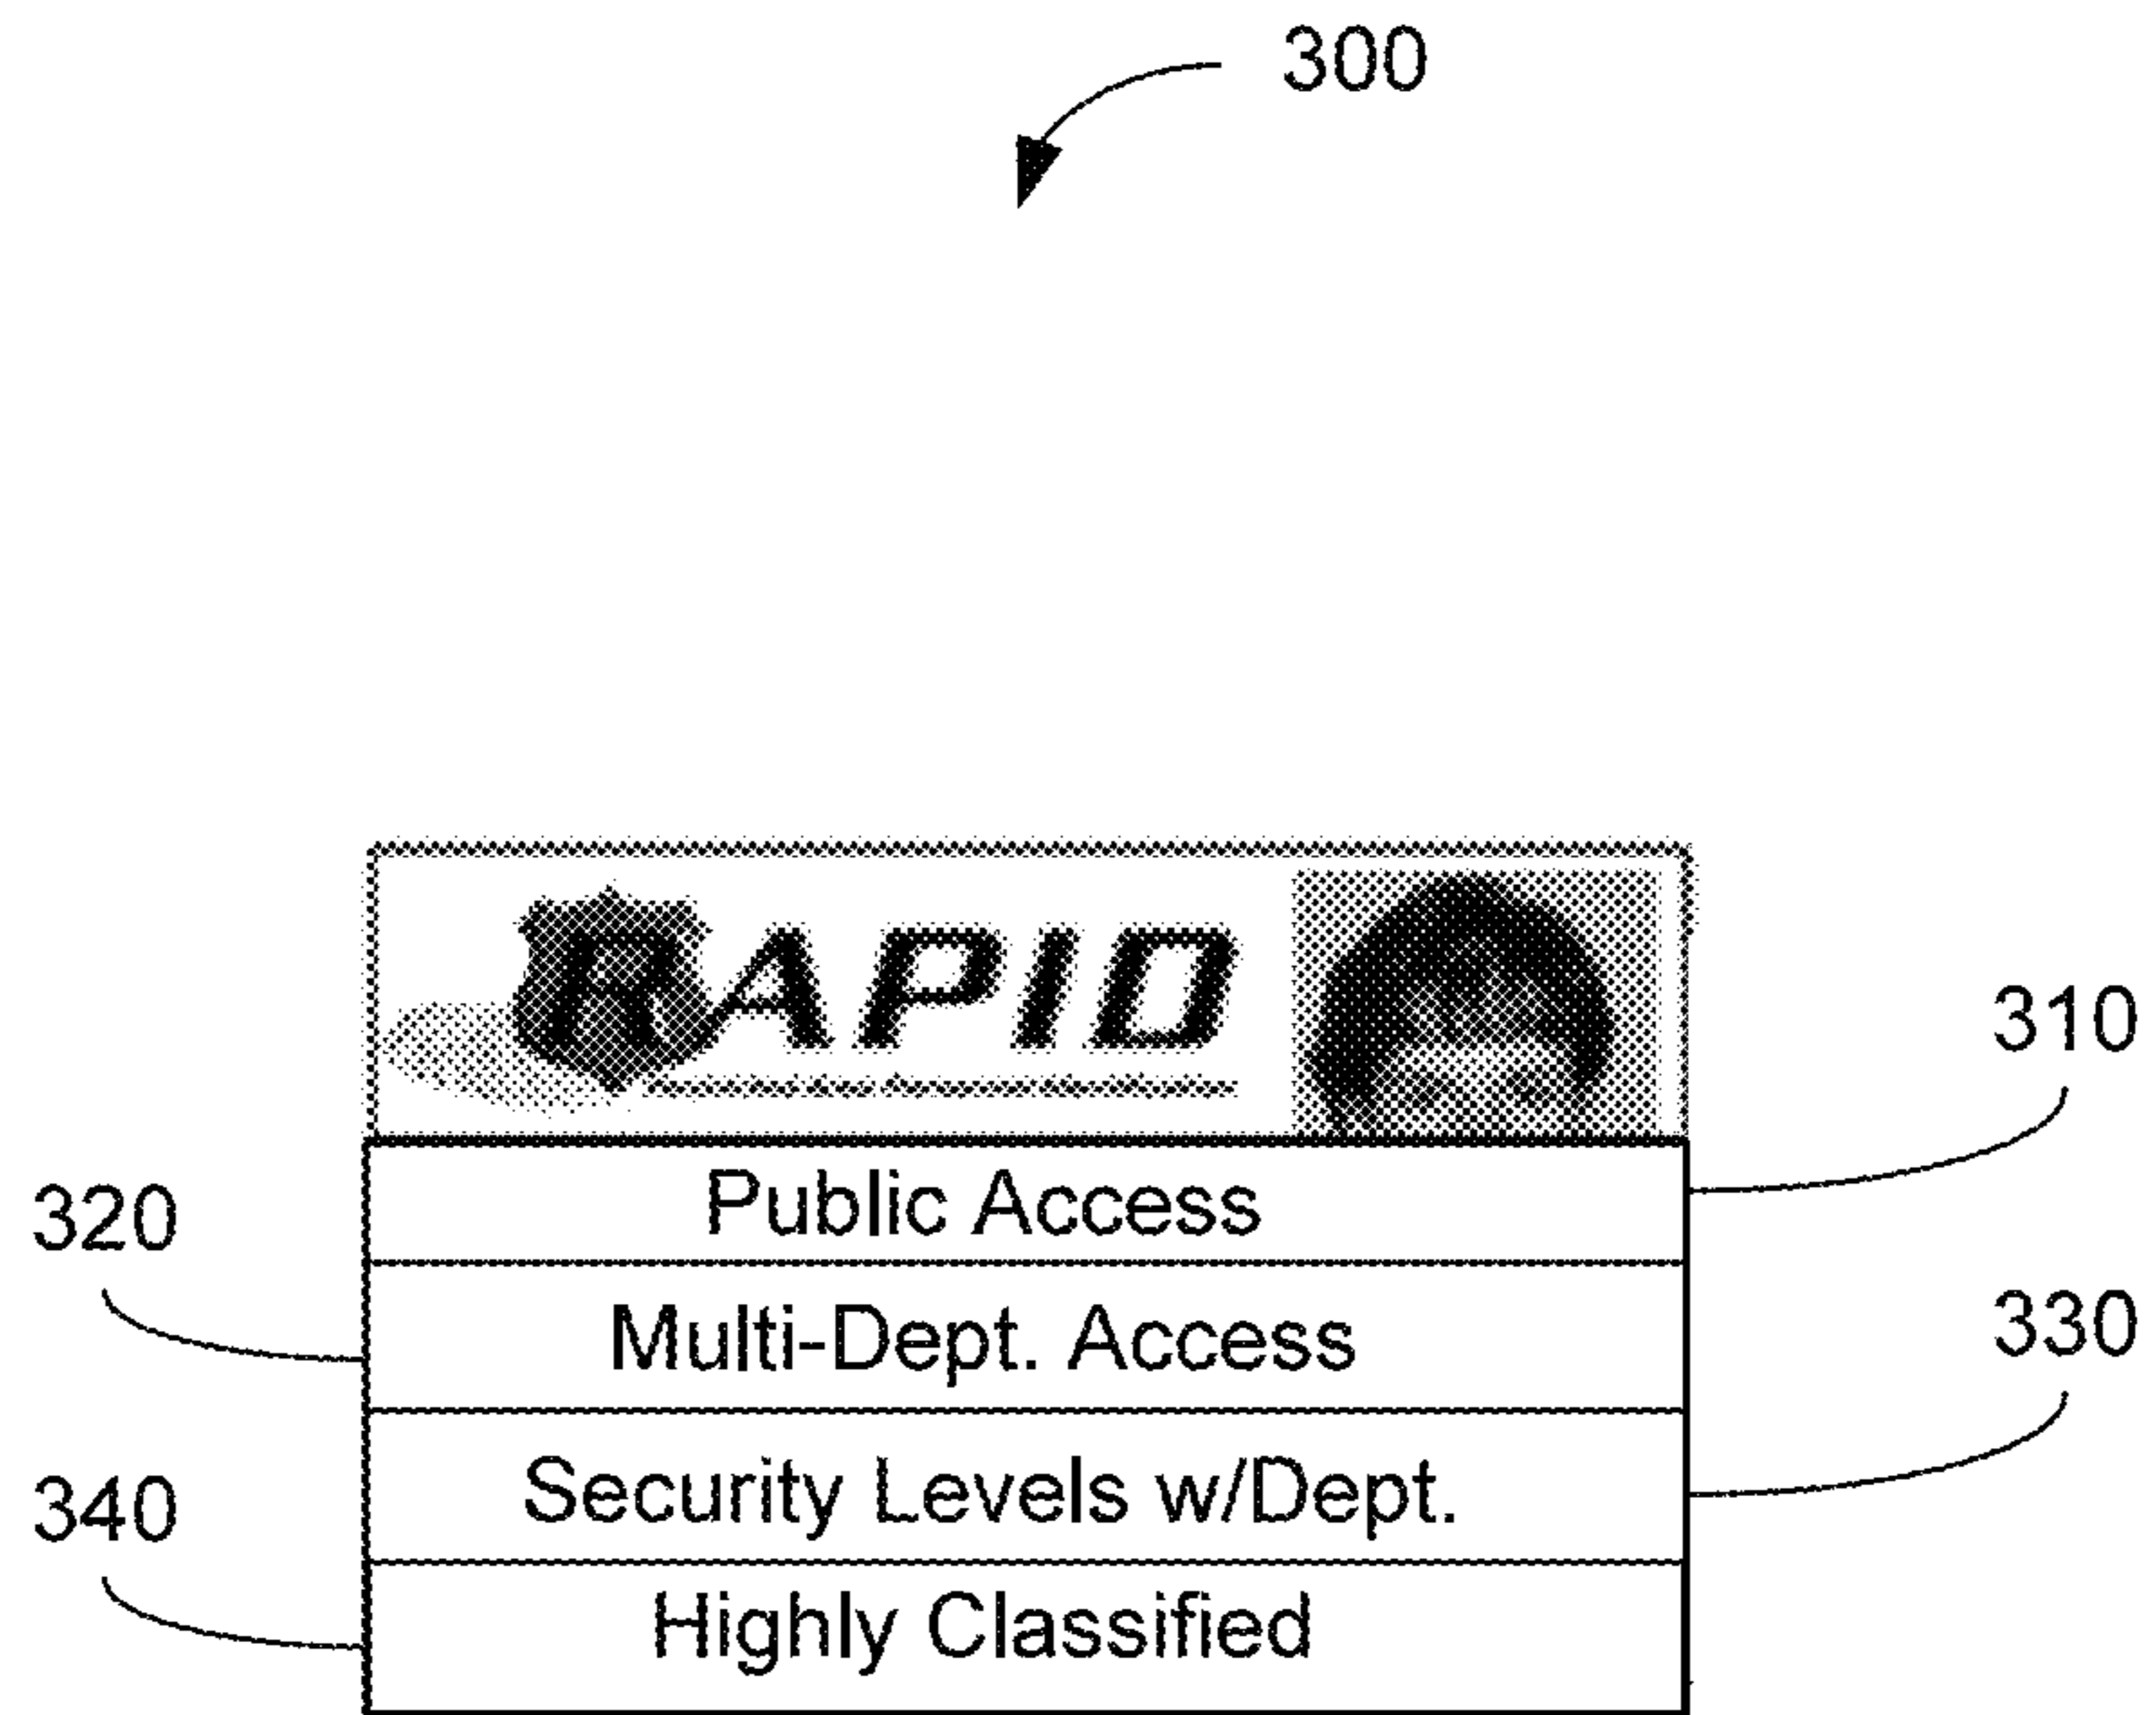 300
RAPID
310
Public Access
320
Multi-Dept. Access
330
Security Levels w/Dept.
340
Highly Classified